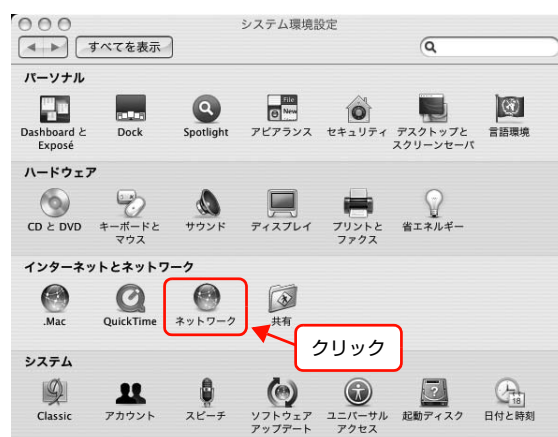 システム環境設定
すべてを表示
パーソナル
Dashboard と
Exposé
Dock
Spotlight
アピアランス
セキュリティ
デスクトップと
スクリーンセーバ
言語環境
File
New
ハードウェア
CD と DVD
キーボードと
マウス
サウンド
ディスプレイ
プリントと
ファクス
省エネルギー
インターネットとネットワーク
.Mac
QuickTime
ネットワーク
共有
クリック
システム
Classic
アカウント
スピーチ
ソフトウェア
アップデート
ユニバーサル
アクセス
起動ディスク
日付と時刻
18